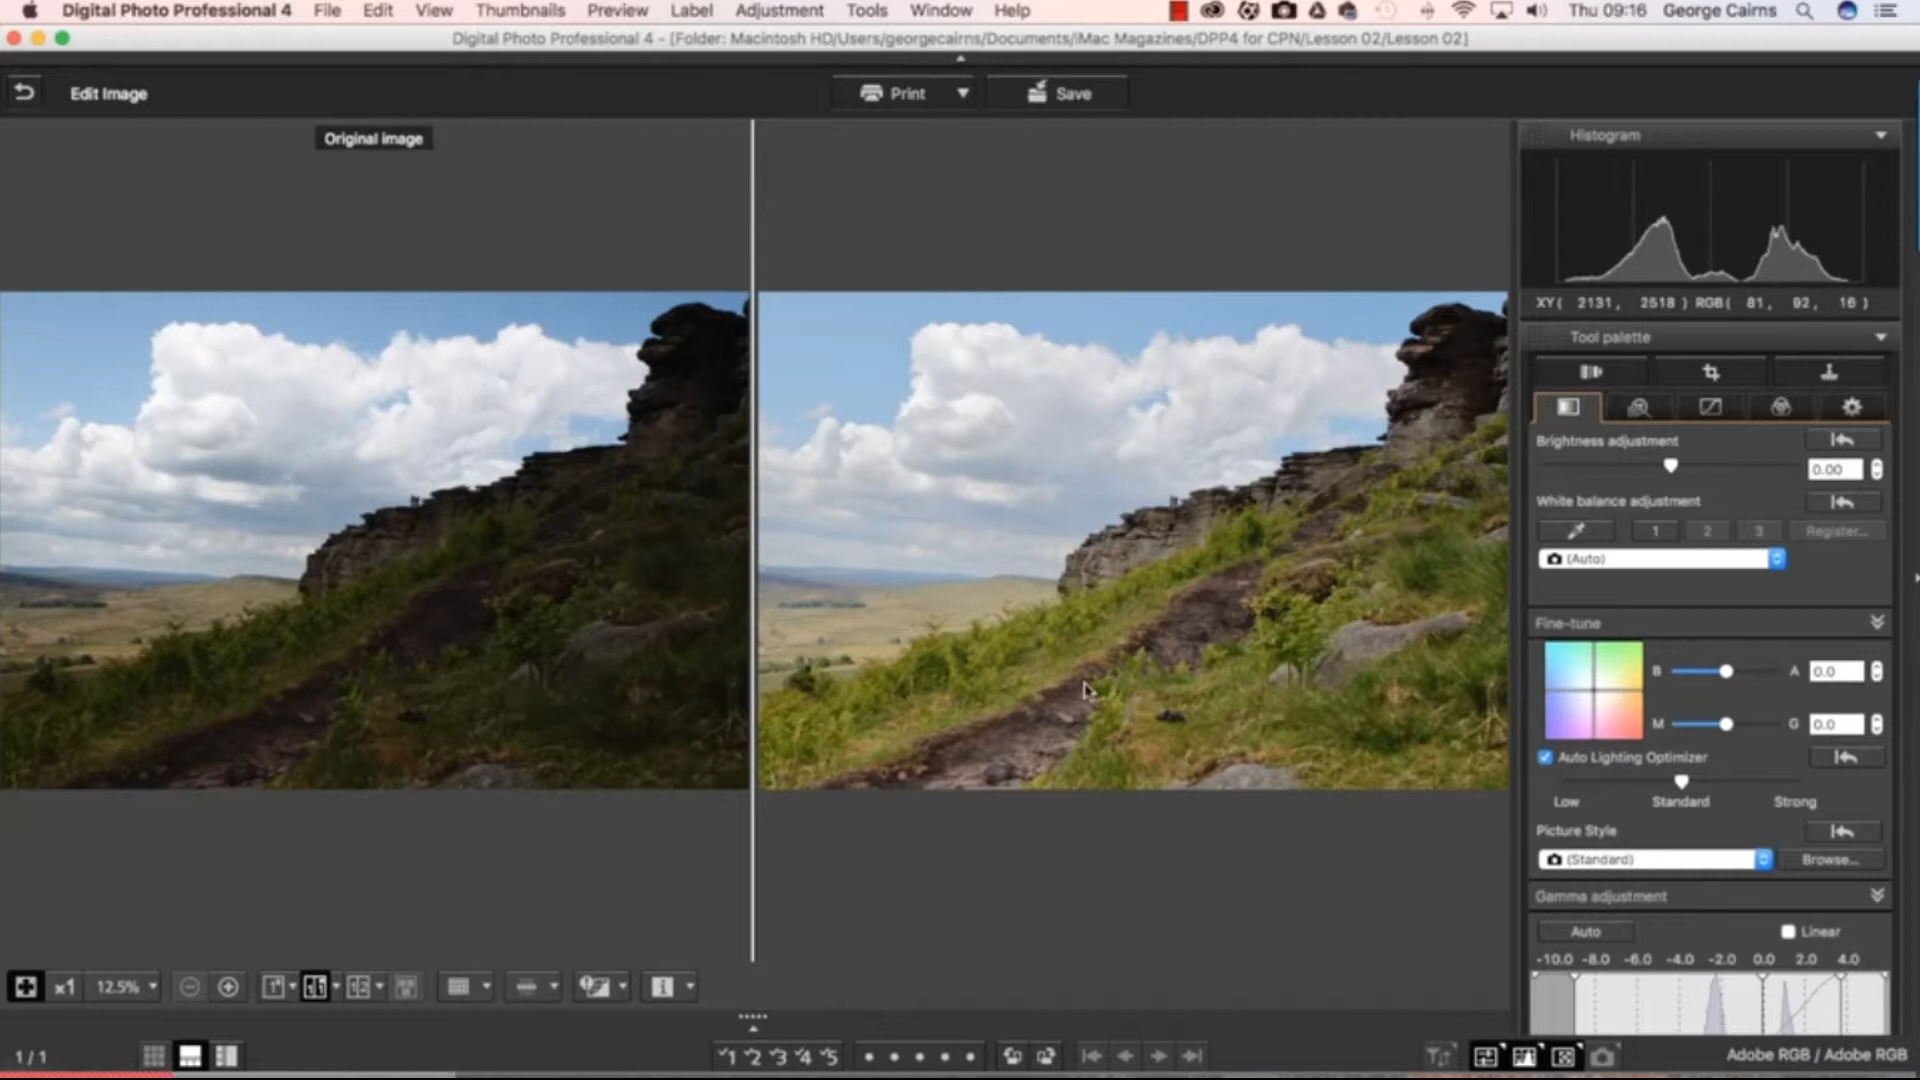 Digital Photo Professional 4 File Edit View Thumbnails Preview Label Adjustment Tools Window Help Thu 09:16 George Cairns
Digital Photo Professional 4 - [Folder: Macintosh HD/Users/georgecairns/Documents/iMac Magazines/DPP4 for CPN/Lesson 02/Lesson 02]
Edit Image Print Save
Original image
Histogram
XY( 2131, 2518 ) RGB( 81, 92, 16 )
Tool palette
Brightness adjustment
0.00
White balance adjustment
1 2 3 Register...
(Auto)
Fine-tune
B A 0.0
M G 0.0
Auto Lighting Optimizer
Low Standard Strong
Picture Style
(Standard) Browse...
Gamma adjustment
Auto Linear
-10.0 -8.0 -6.0 -4.0 -2.0 0.0 2.0 4.0
x1 12.5%
1 / 1 1 2 3 4 5 Adobe RGB / Adobe RGB